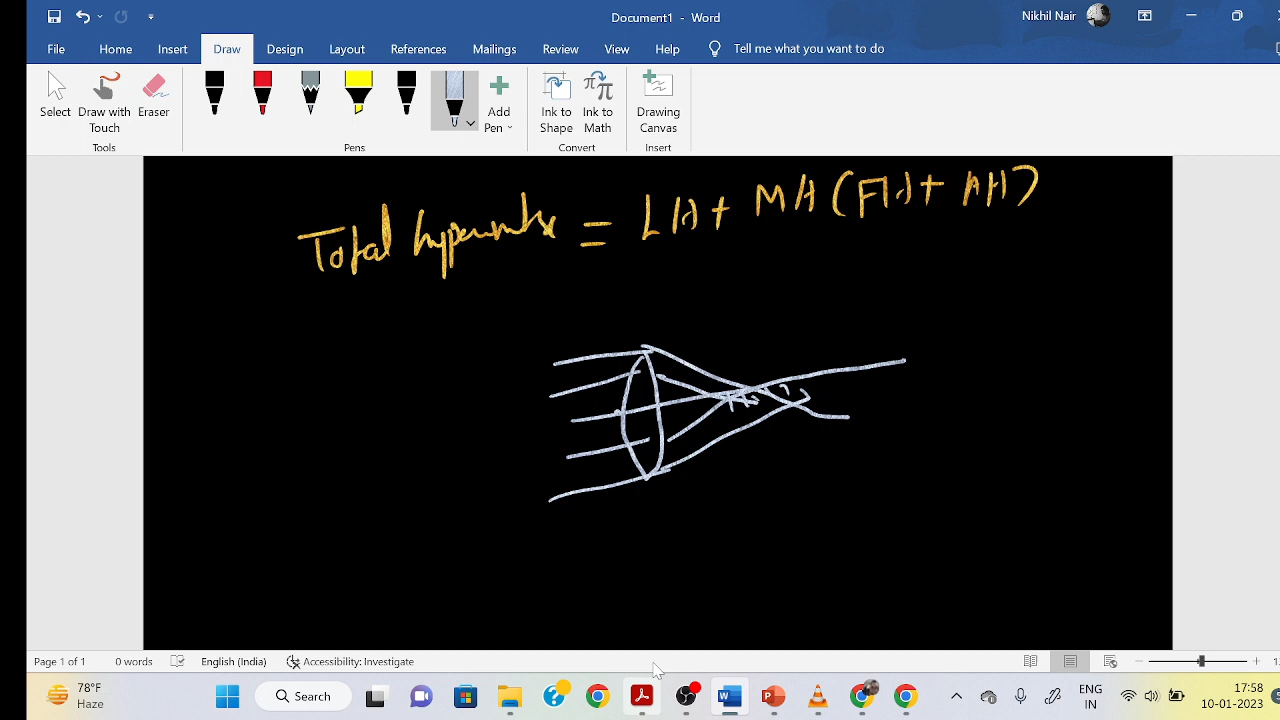 Document1 - Word
Nikhil Nair
File Home Insert Draw Design Layout References Mailings Review View Help Tell me what you want to do
Select Draw with Touch Eraser Add Pen Ink to Shape Ink to Math Drawing Canvas
Tools Pens Convert Insert
Total = LA + MA (FA + AH)
Page 1 of 1 0 words English (India) Accessibility: Investigate
78°F
Haze
Search
ENG
IN
17:58
10-01-2023